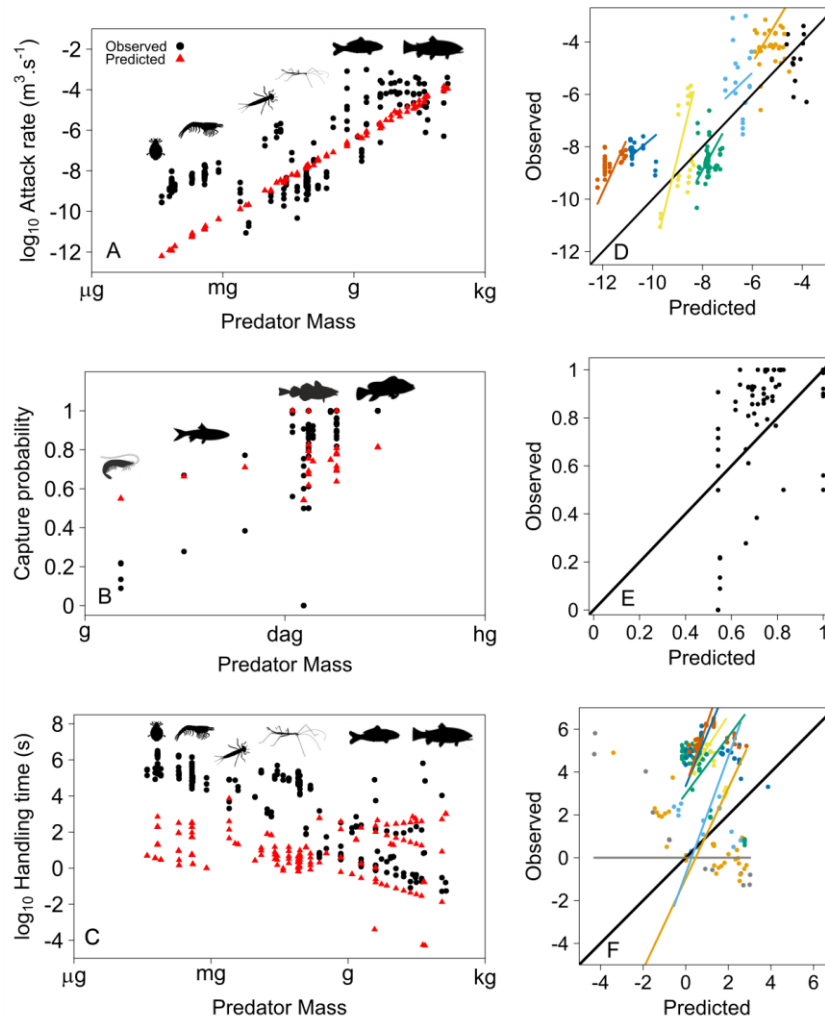 Observed
Predicted
log10 Attack rate (m3.s-1)
-2
-4
-6
-8
-10
-12
A
μg
mg
g
kg
Predator Mass
Observed
-4
-6
-8
-10
-12
D
-12
-10
-8
-6
-4
Predicted
Capture probability
1
0.8
0.6
0.4
0.2
0
B
g
dag
hg
Predator Mass
Observed
1
0.8
0.6
0.4
0.2
0
E
0
0.2
0.4
0.6
0.8
1
Predicted
log10 Handling time (s)
8
6
4
2
0
-2
-4
C
μg
mg
g
kg
Predator Mass
Observed
6
4
2
0
-2
-4
F
-4
-2
0
2
4
6
Predicted